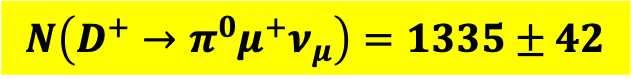 N(D⁺ → π⁰μ⁺ν_μ) = 1335 ± 42